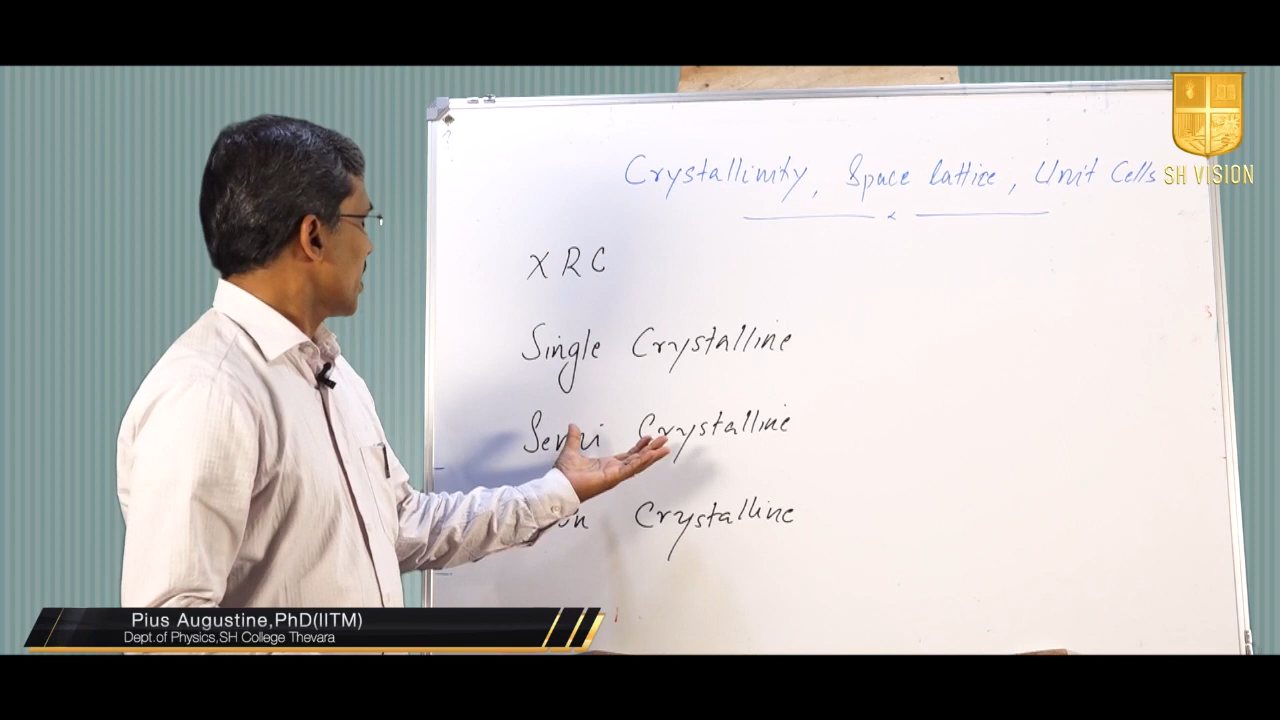 Crystallinity, Space lattice, Unit Cells
SH VISION
XRC
Single Crystalline
Semi Crystalline
Crystalline
Pius Augustine,PhD(IITM)
Dept.of Physics,SH College Thevara